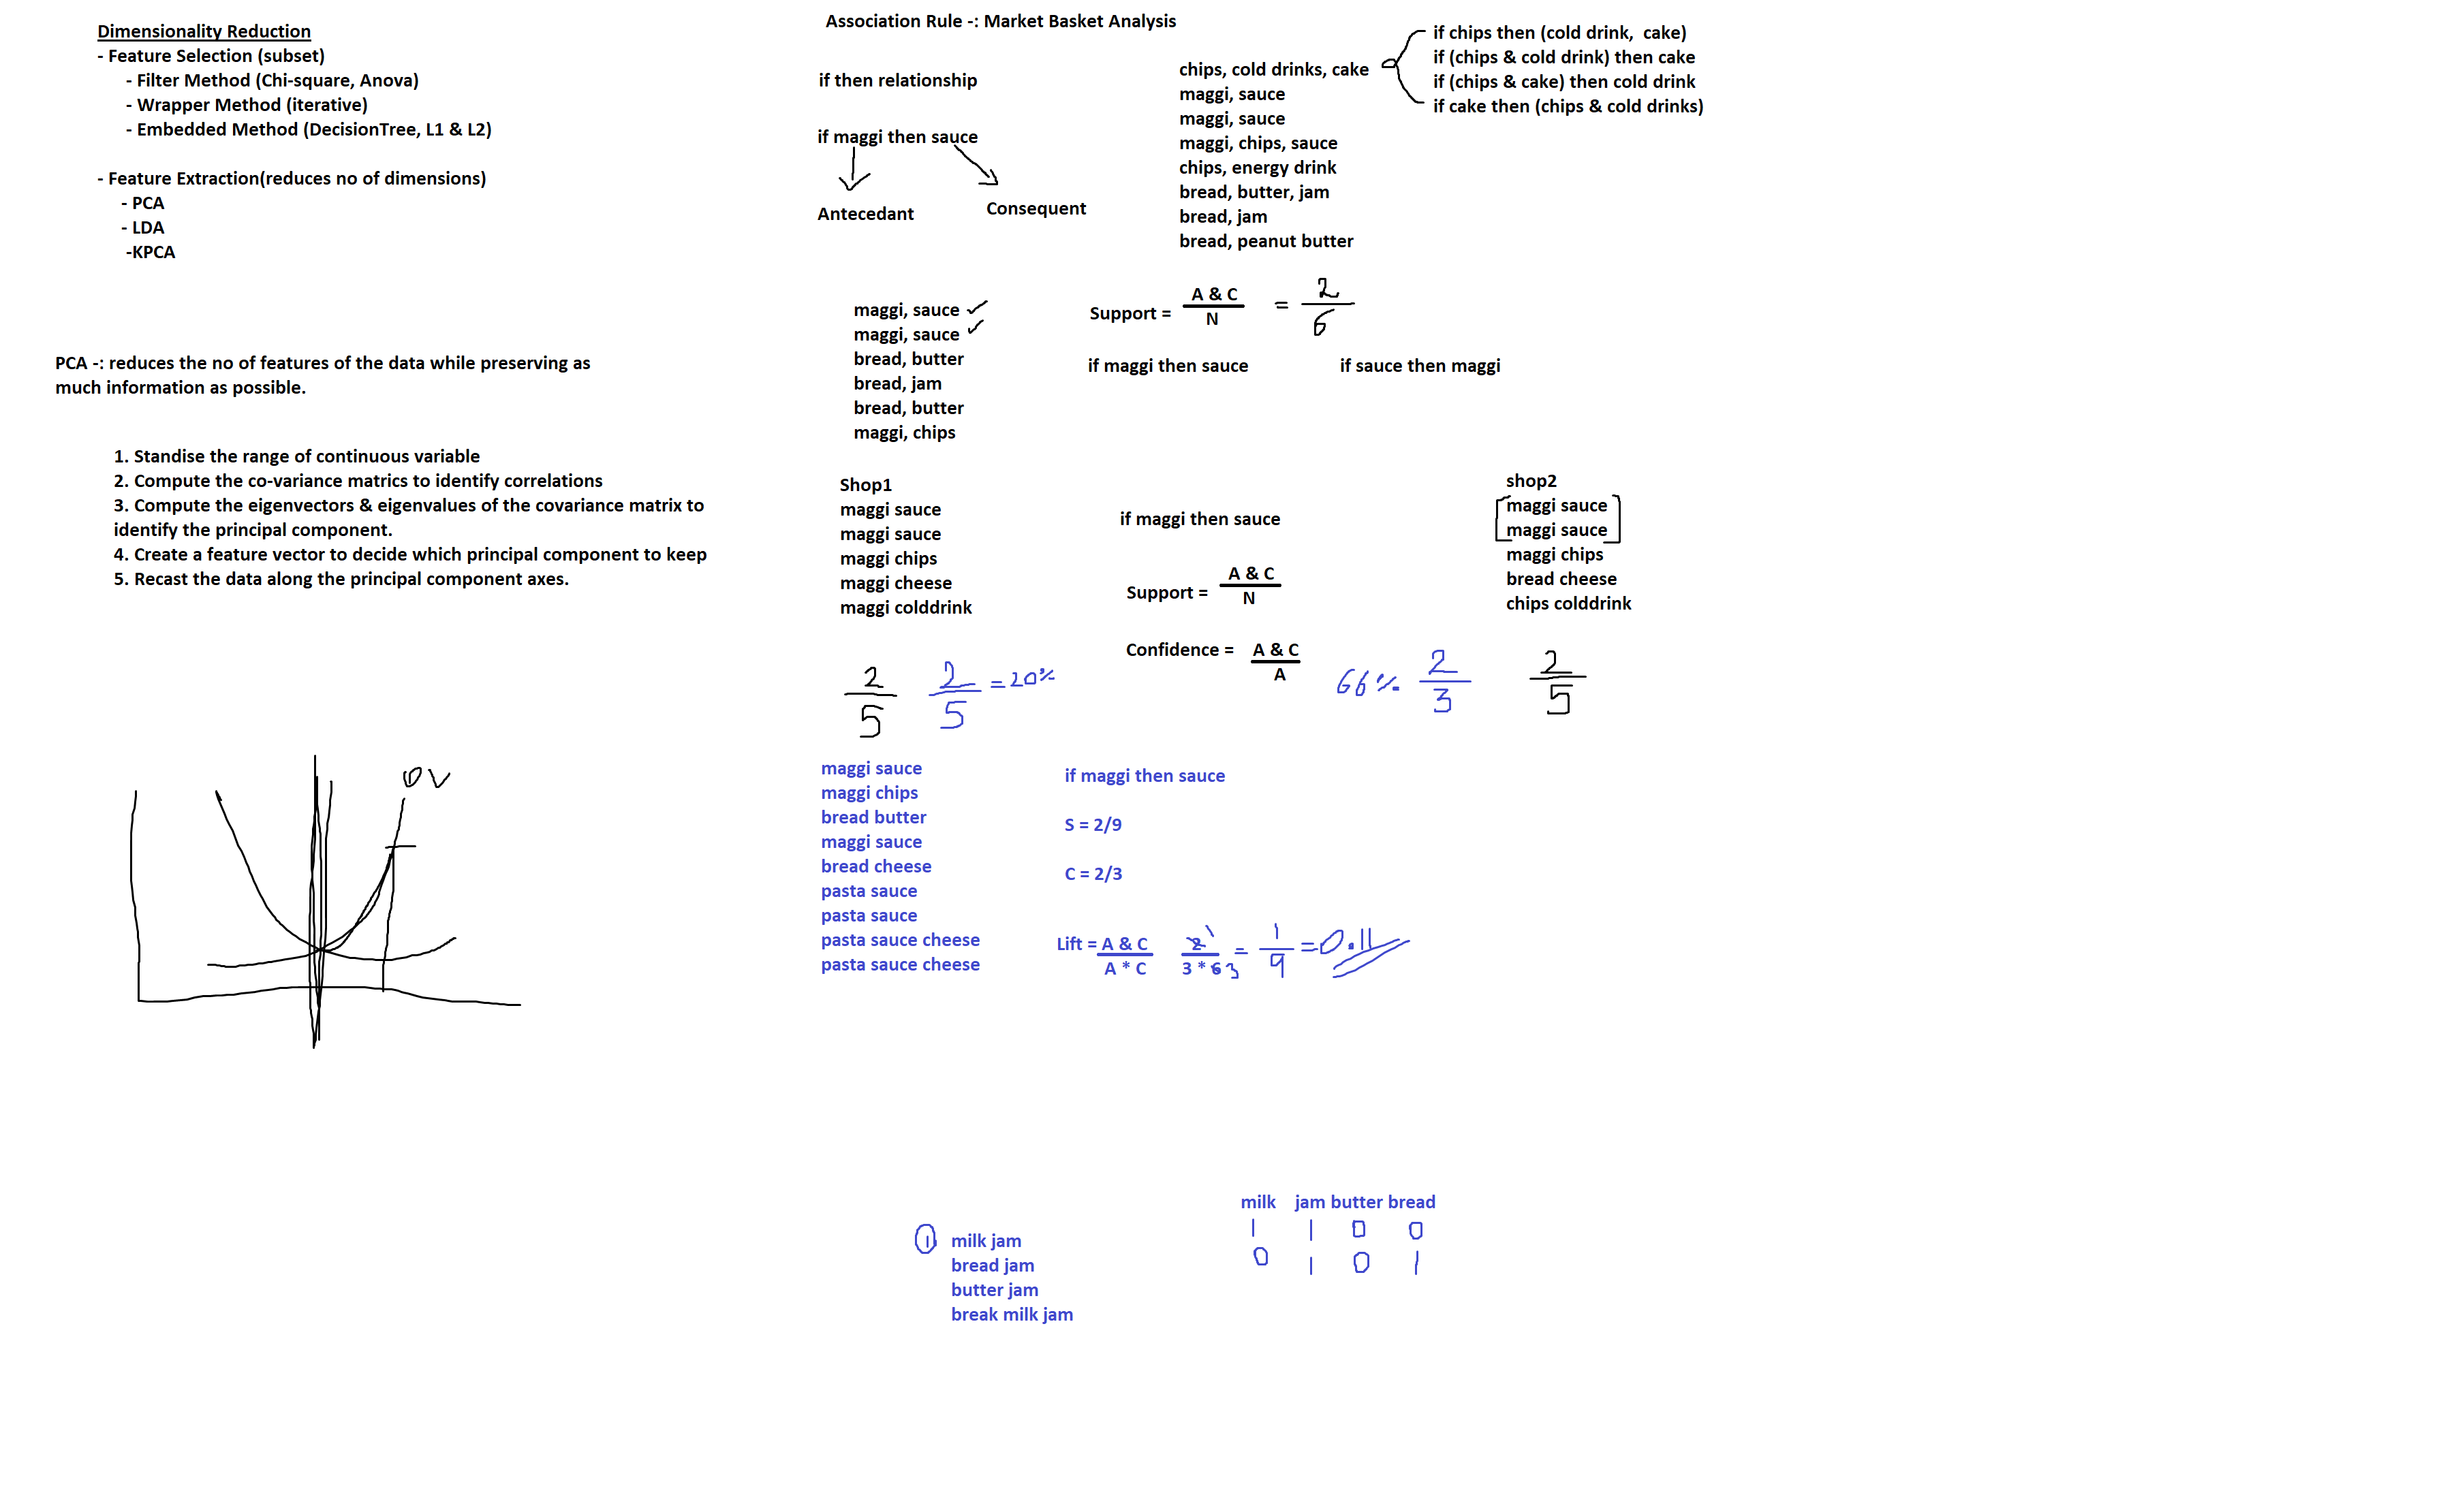 Dimensionality Reduction
- Feature Selection (subset)
- Filter Method (Chi-square, Anova)
- Wrapper Method (iterative)
- Embedded Method (DecisionTree, L1 & L2)
- Feature Extraction(reduces no of dimensions)
- PCA
- LDA
-KPCA
PCA -: reduces the no of features of the data while preserving as
much information as possible.
1. Standise the range of continuous variable
2. Compute the co-variance matrics to identify correlations
3. Compute the eigenvectors & eigenvalues of the covariance matrix to
identify the principal component.
4. Create a feature vector to decide which principal component to keep
5. Recast the data along the principal component axes.
OV
Association Rule -: Market Basket Analysis
if then relationship
if maggi then sauce
Antecedant
Consequent
chips, cold drinks, cake
maggi, sauce
maggi, sauce
maggi, chips, sauce
chips, energy drink
bread, butter, jam
bread, jam
bread, peanut butter
if chips then (cold drink, cake)
if (chips & cold drink) then cake
if (chips & cake) then cold drink
if cake then (chips & cold drinks)
maggi, sauce
maggi, sauce
bread, butter
bread, jam
bread, butter
maggi, chips
Support = A & C / N = 2 / 6
if maggi then sauce
if sauce then maggi
Shop1
maggi sauce
maggi sauce
maggi chips
maggi cheese
maggi colddrink
if maggi then sauce
Support = A & C / N
Confidence = A & C / A
shop2
maggi sauce
maggi sauce
maggi chips
bread cheese
chips colddrink
2 / 5
2 / 5 = 20%
66% 2 / 3
2 / 5
maggi sauce
maggi chips
bread butter
maggi sauce
bread cheese
pasta sauce
pasta sauce
pasta sauce cheese
pasta sauce cheese
if maggi then sauce
S = 2/9
C = 2/3
Lift = A & C / A * C 2 1 / 3 * 6 3 = 1 / 9 = 0.11
1 milk jam
bread jam
butter jam
break milk jam
milk jam butter bread
1 1 0 0
0 1 0 1